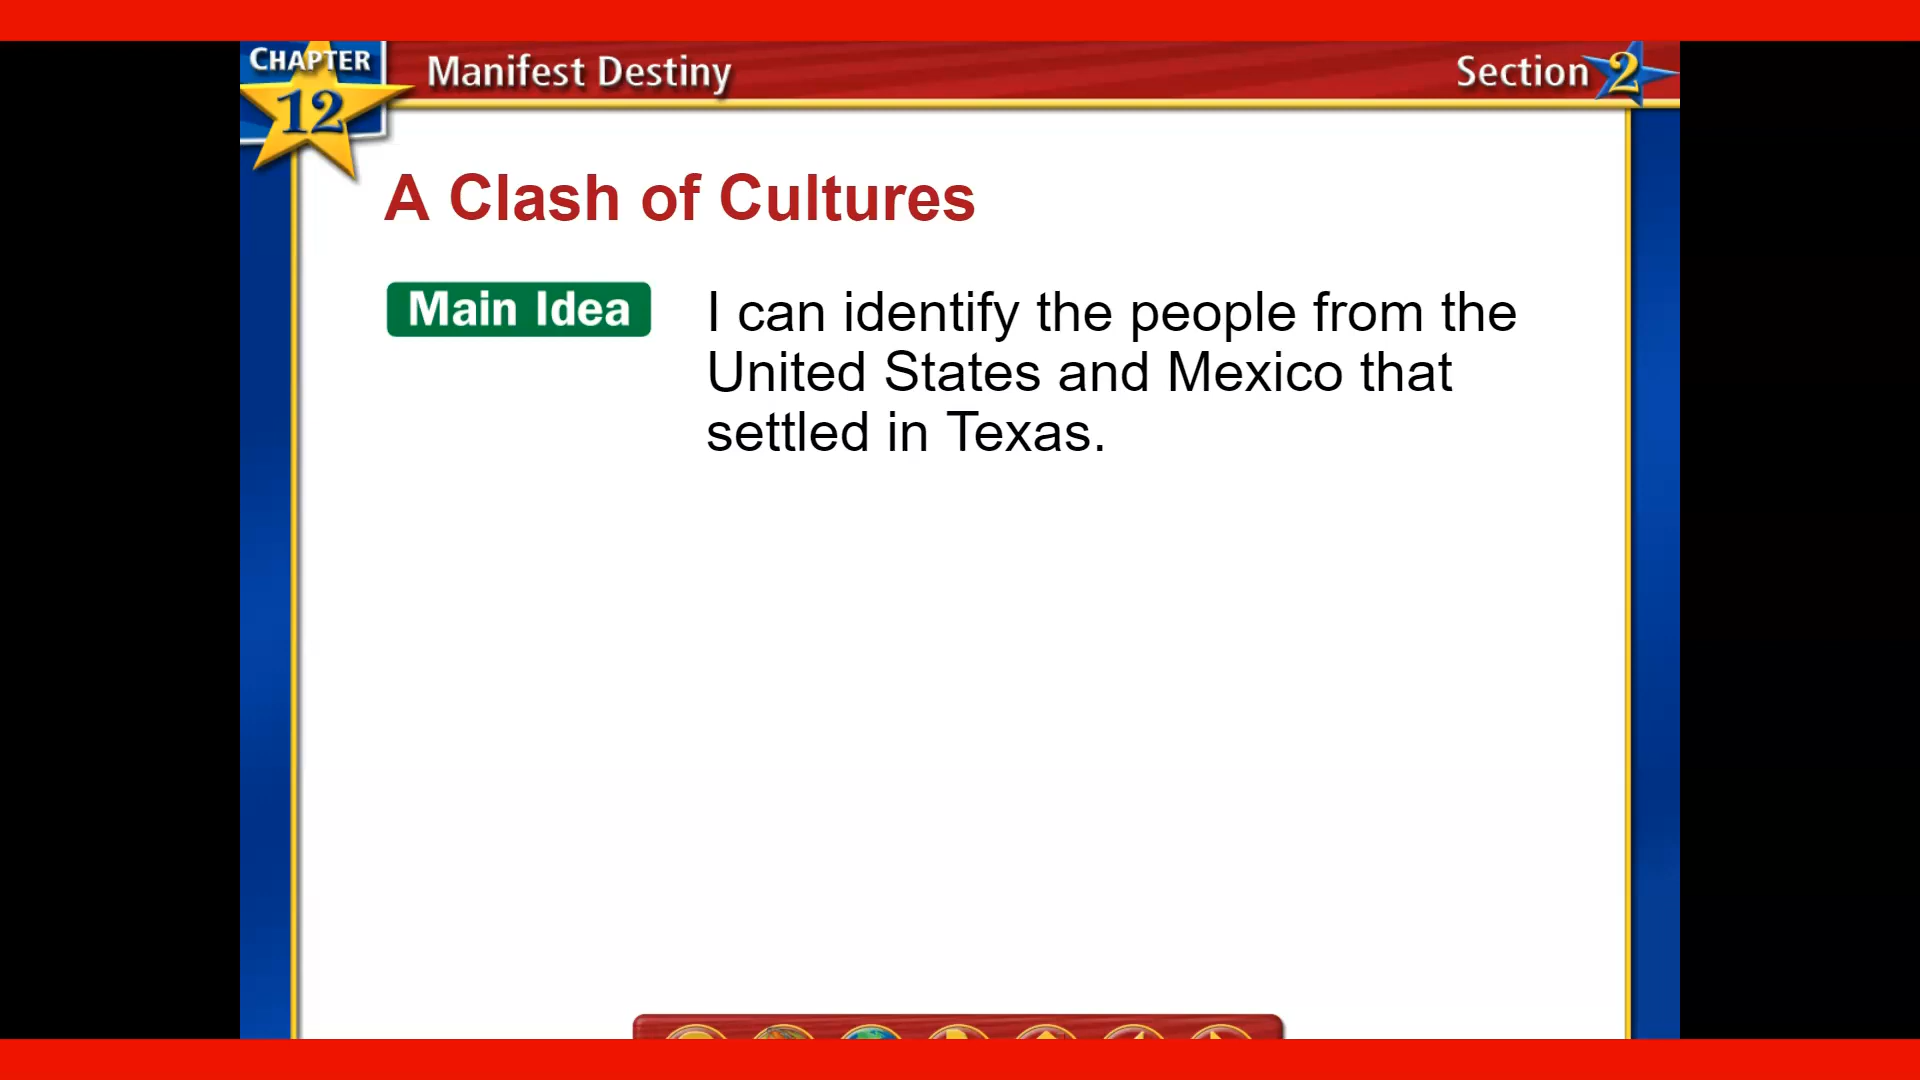 CHAPTER
12
Manifest Destiny
Section 2
A Clash of Cultures
Main Idea
I can identify the people from the
United States and Mexico that
settled in Texas.